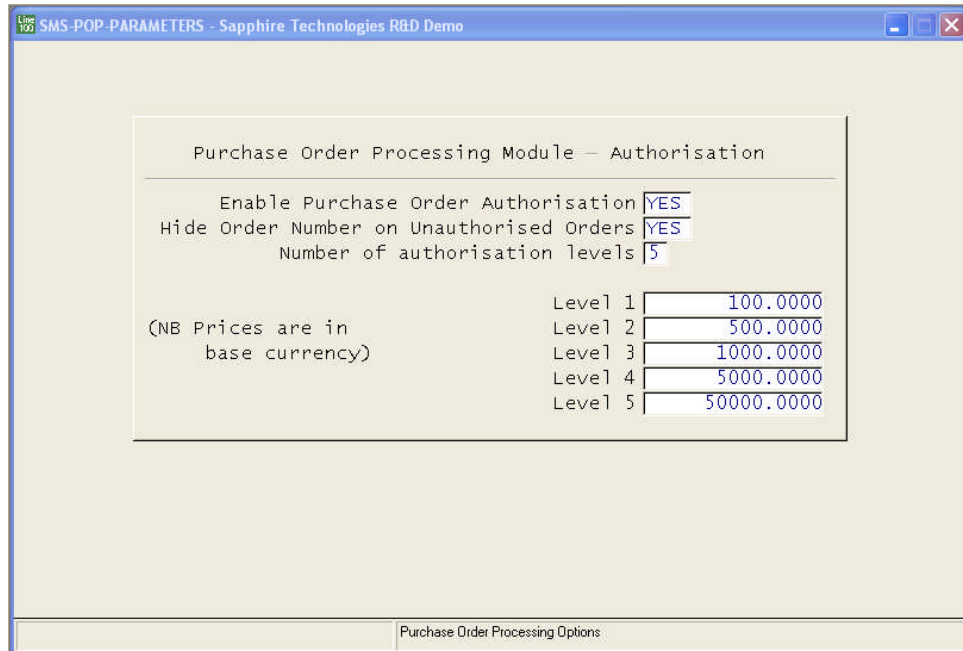 Line 100 SMS-POP-PARAMETERS - Sapphire Technologies R&D Demo
Purchase Order Processing Module – Authorisation
Enable Purchase Order Authorisation YES
Hide Order Number on Unauthorised Orders YES
Number of authorisation levels 5
Level 1 100.0000
(NB Prices are in Level 2 500.0000
base currency) Level 3 1000.0000
Level 4 5000.0000
Level 5 50000.0000
Purchase Order Processing Options